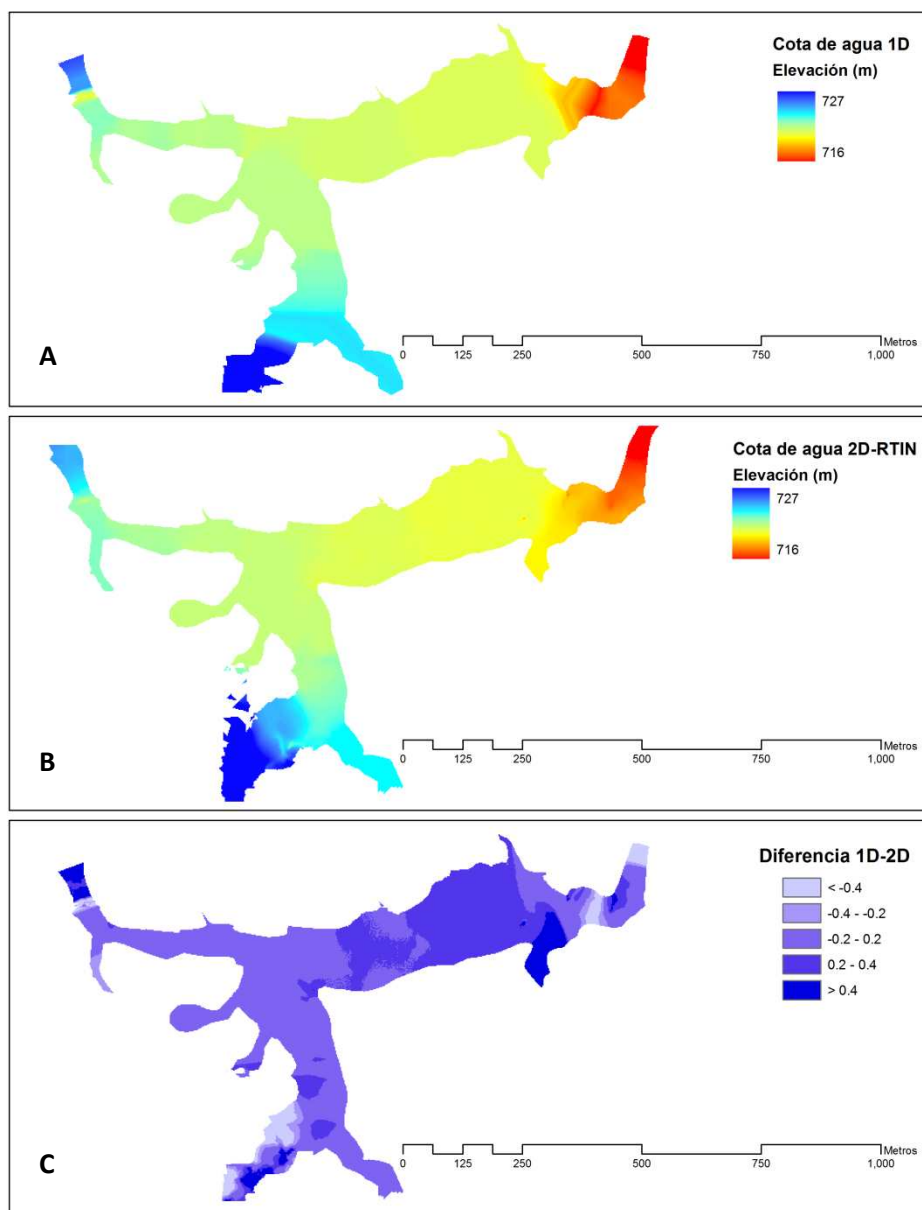 Cota de agua 1D
Elevación (m)
727
716
Metros
0 125 250 500 750 1,000
A
Cota de agua 2D-RTIN
Elevación (m)
727
716
Metros
0 125 250 500 750 1,000
B
Diferencia 1D-2D
< -0.4
-0.4 - -0.2
-0.2 - 0.2
0.2 - 0.4
> 0.4
Metros
0 125 250 500 750 1,000
C